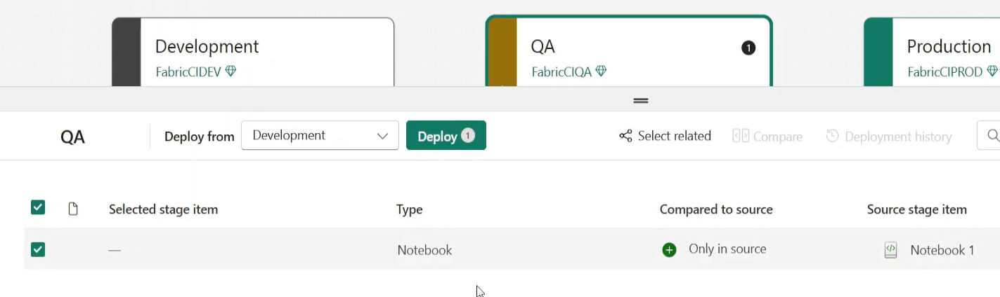 Development
FabricCIDEV
QA
1
FabricCIQA
Production
FabricCIPROD
QA
Deploy from
Development
Deploy 1
Select related
Compare
Deployment history
Selected stage item
Type
Compared to source
Source stage item
—
Notebook
Only in source
Notebook 1